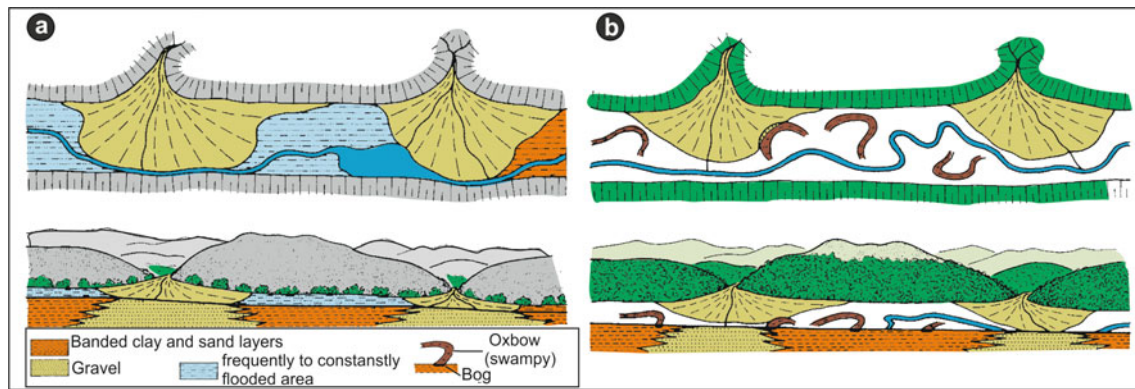 a
b
Banded clay and sand layers
Gravel
frequently to constanstly
flooded area
Oxbow
(swampy)
Bog